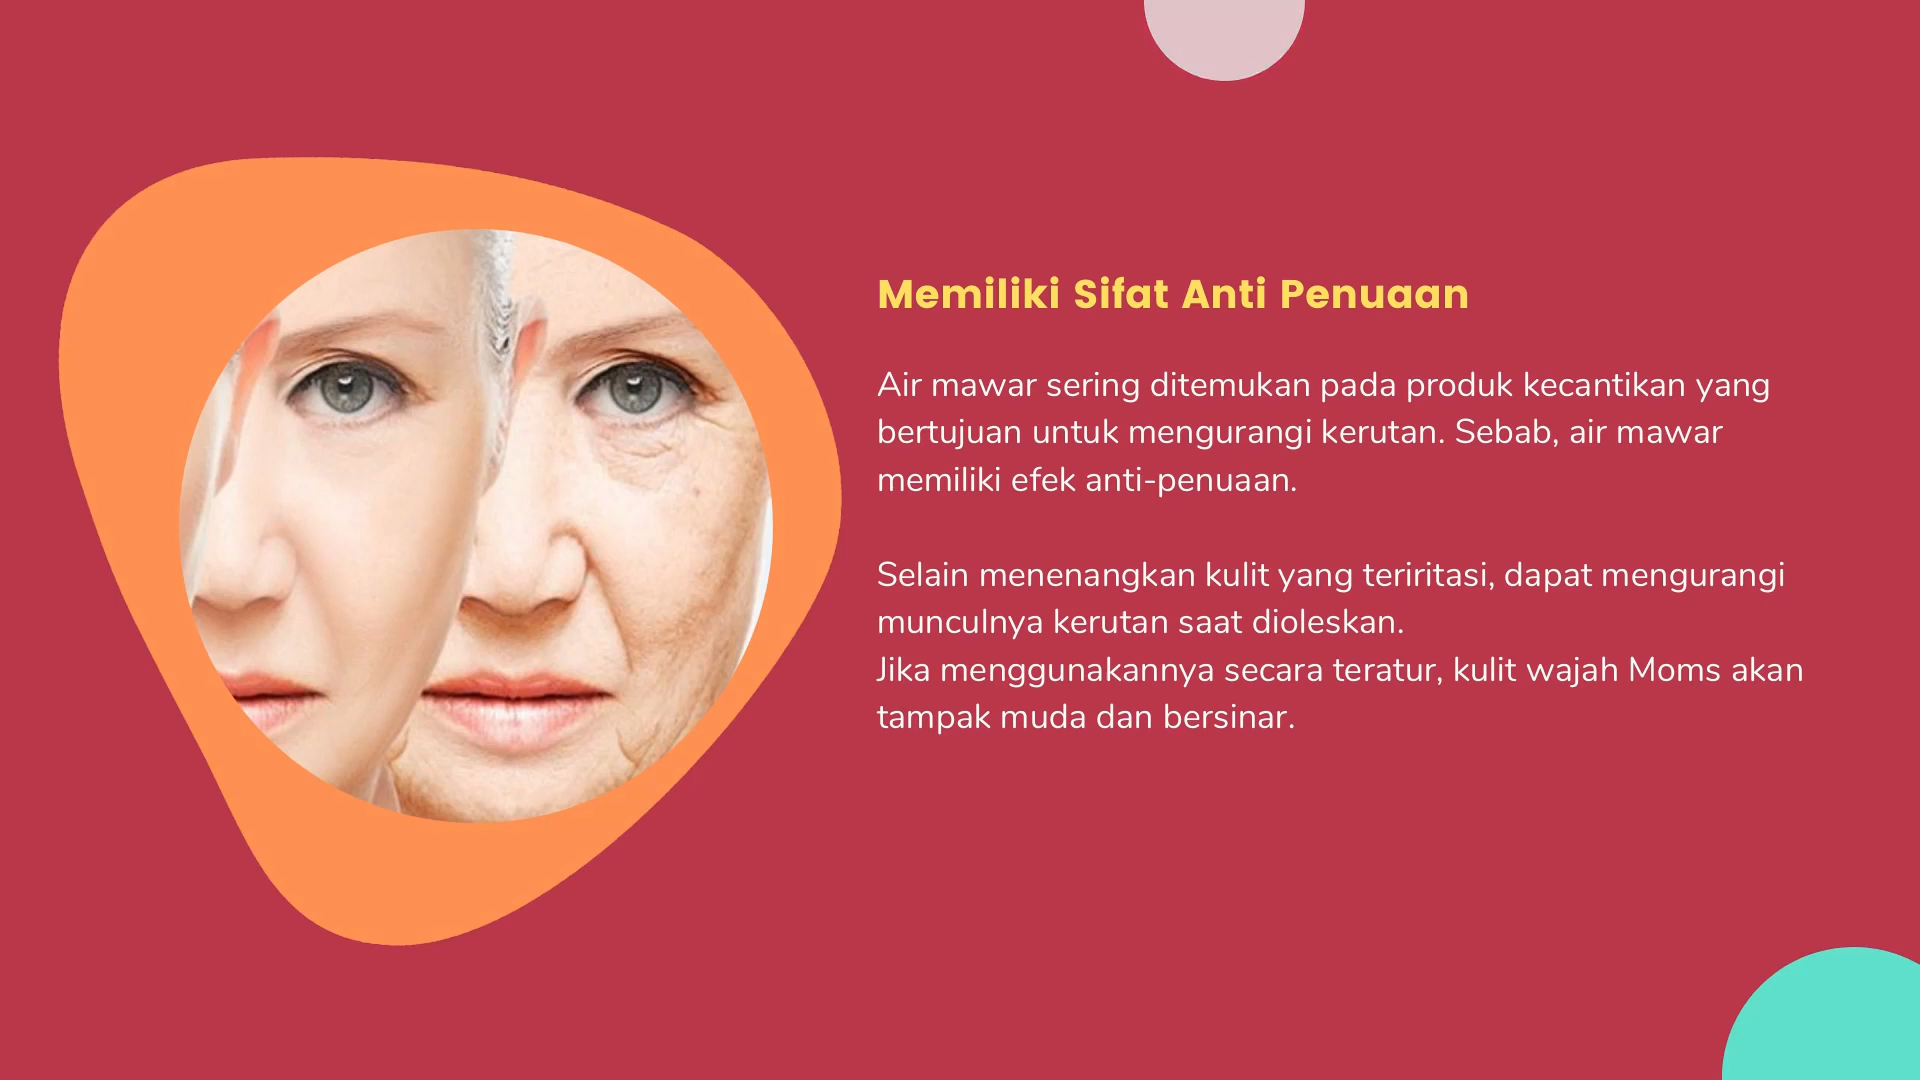 Memiliki Sifat Anti Penuaan
Air mawar sering ditemukan pada produk kecantikan yang
bertujuan untuk mengurangi kerutan. Sebab, air mawar
memiliki efek anti-penuaan.
Selain menenangkan kulit yang teriritasi, dapat mengurangi
munculnya kerutan saat dioleskan.
Jika menggunakannya secara teratur, kulit wajah Moms akan
tampak muda dan bersinar.